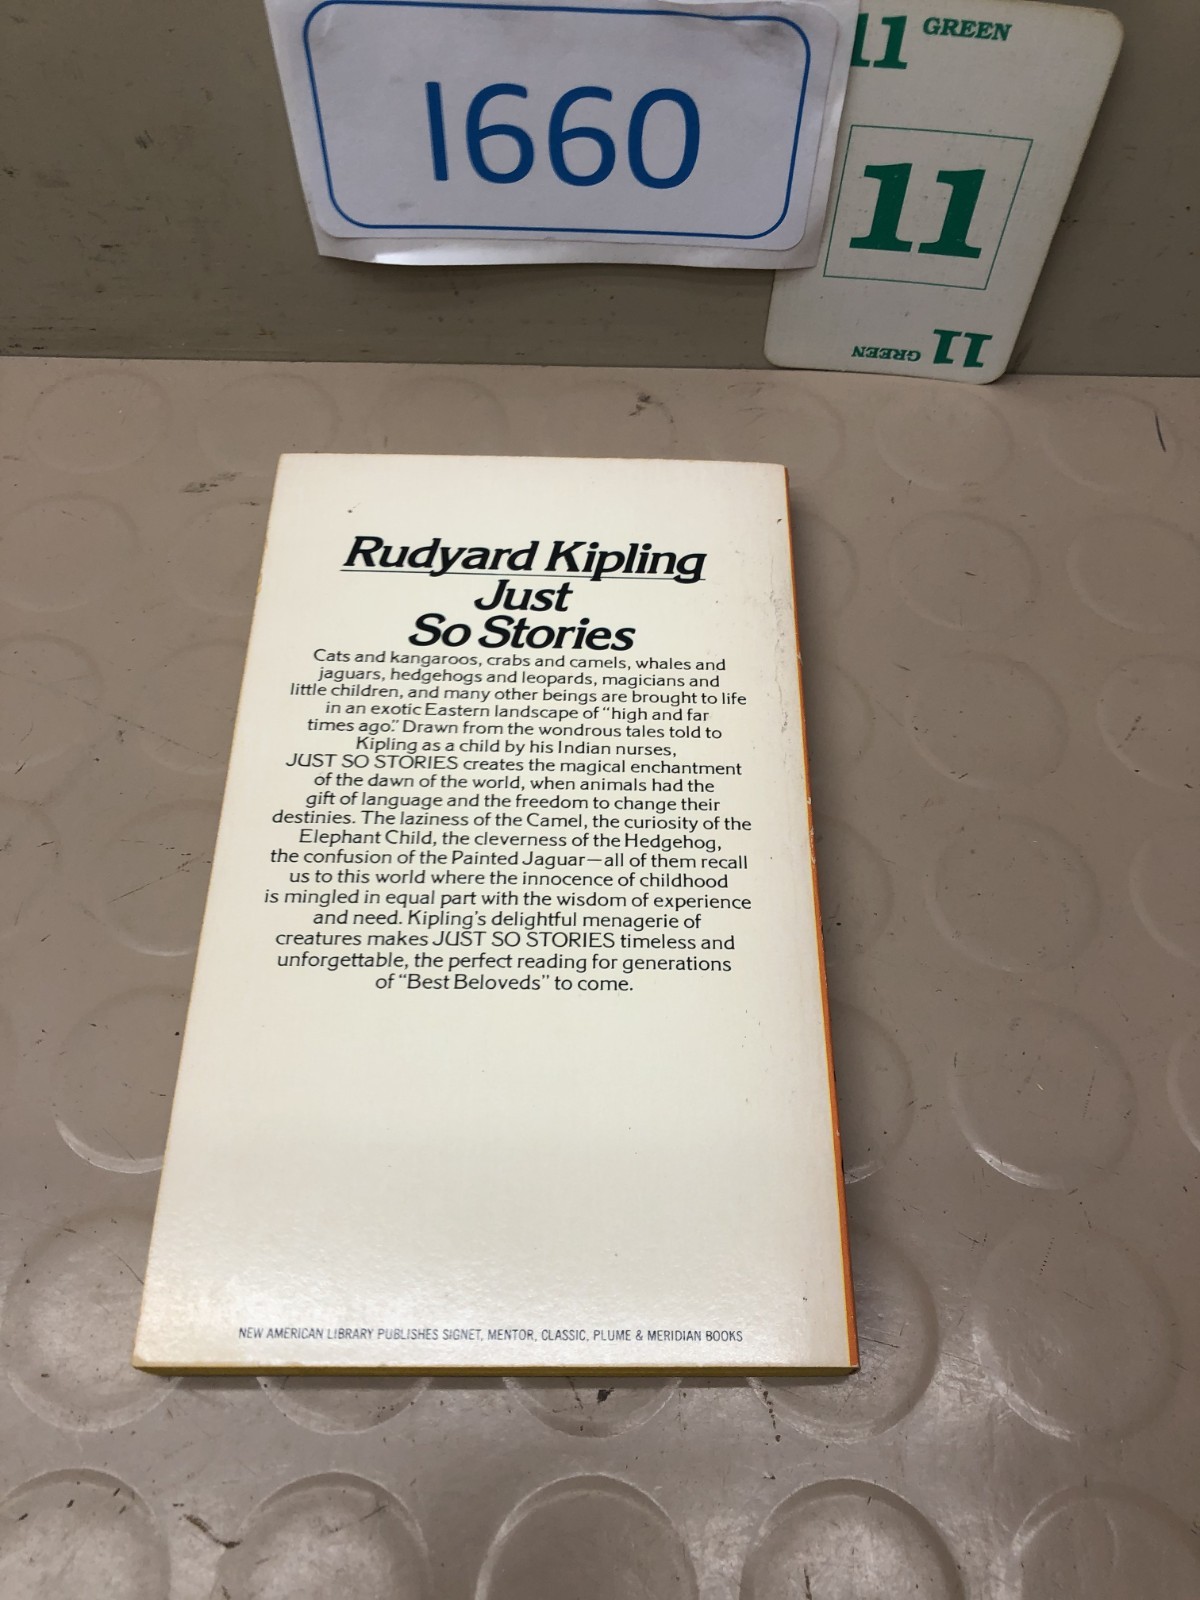 I660
11 GREEN
11
11 GREEN
Rudyard Kipling
Just
So Stories
Cats and kangaroos, crabs and camels, whales and
jaguars, hedgehogs and leopards, magicians and
little children, and many other beings are brought to life
in an exotic Eastern landscape of "high and far
times ago." Drawn from the wondrous tales told to
Kipling as a child by his Indian nurses,
JUST SO STORIES creates the magical enchantment
of the dawn of the world, when animals had the
gift of language and the freedom to change their
destinies. The laziness of the Camel, the curiosity of the
Elephant Child, the cleverness of the Hedgehog,
the confusion of the Painted Jaguar—all of them recall
us to this world where the innocence of childhood
is mingled in equal part with the wisdom of experience
and need. Kipling's delightful menagerie of
creatures makes JUST SO STORIES timeless and
unforgettable, the perfect reading for generations
of "Best Beloveds" to come.
NEW AMERICAN LIBRARY PUBLISHES SIGNET, MENTOR, CLASSIC, PLUME & MERIDIAN BOOKS